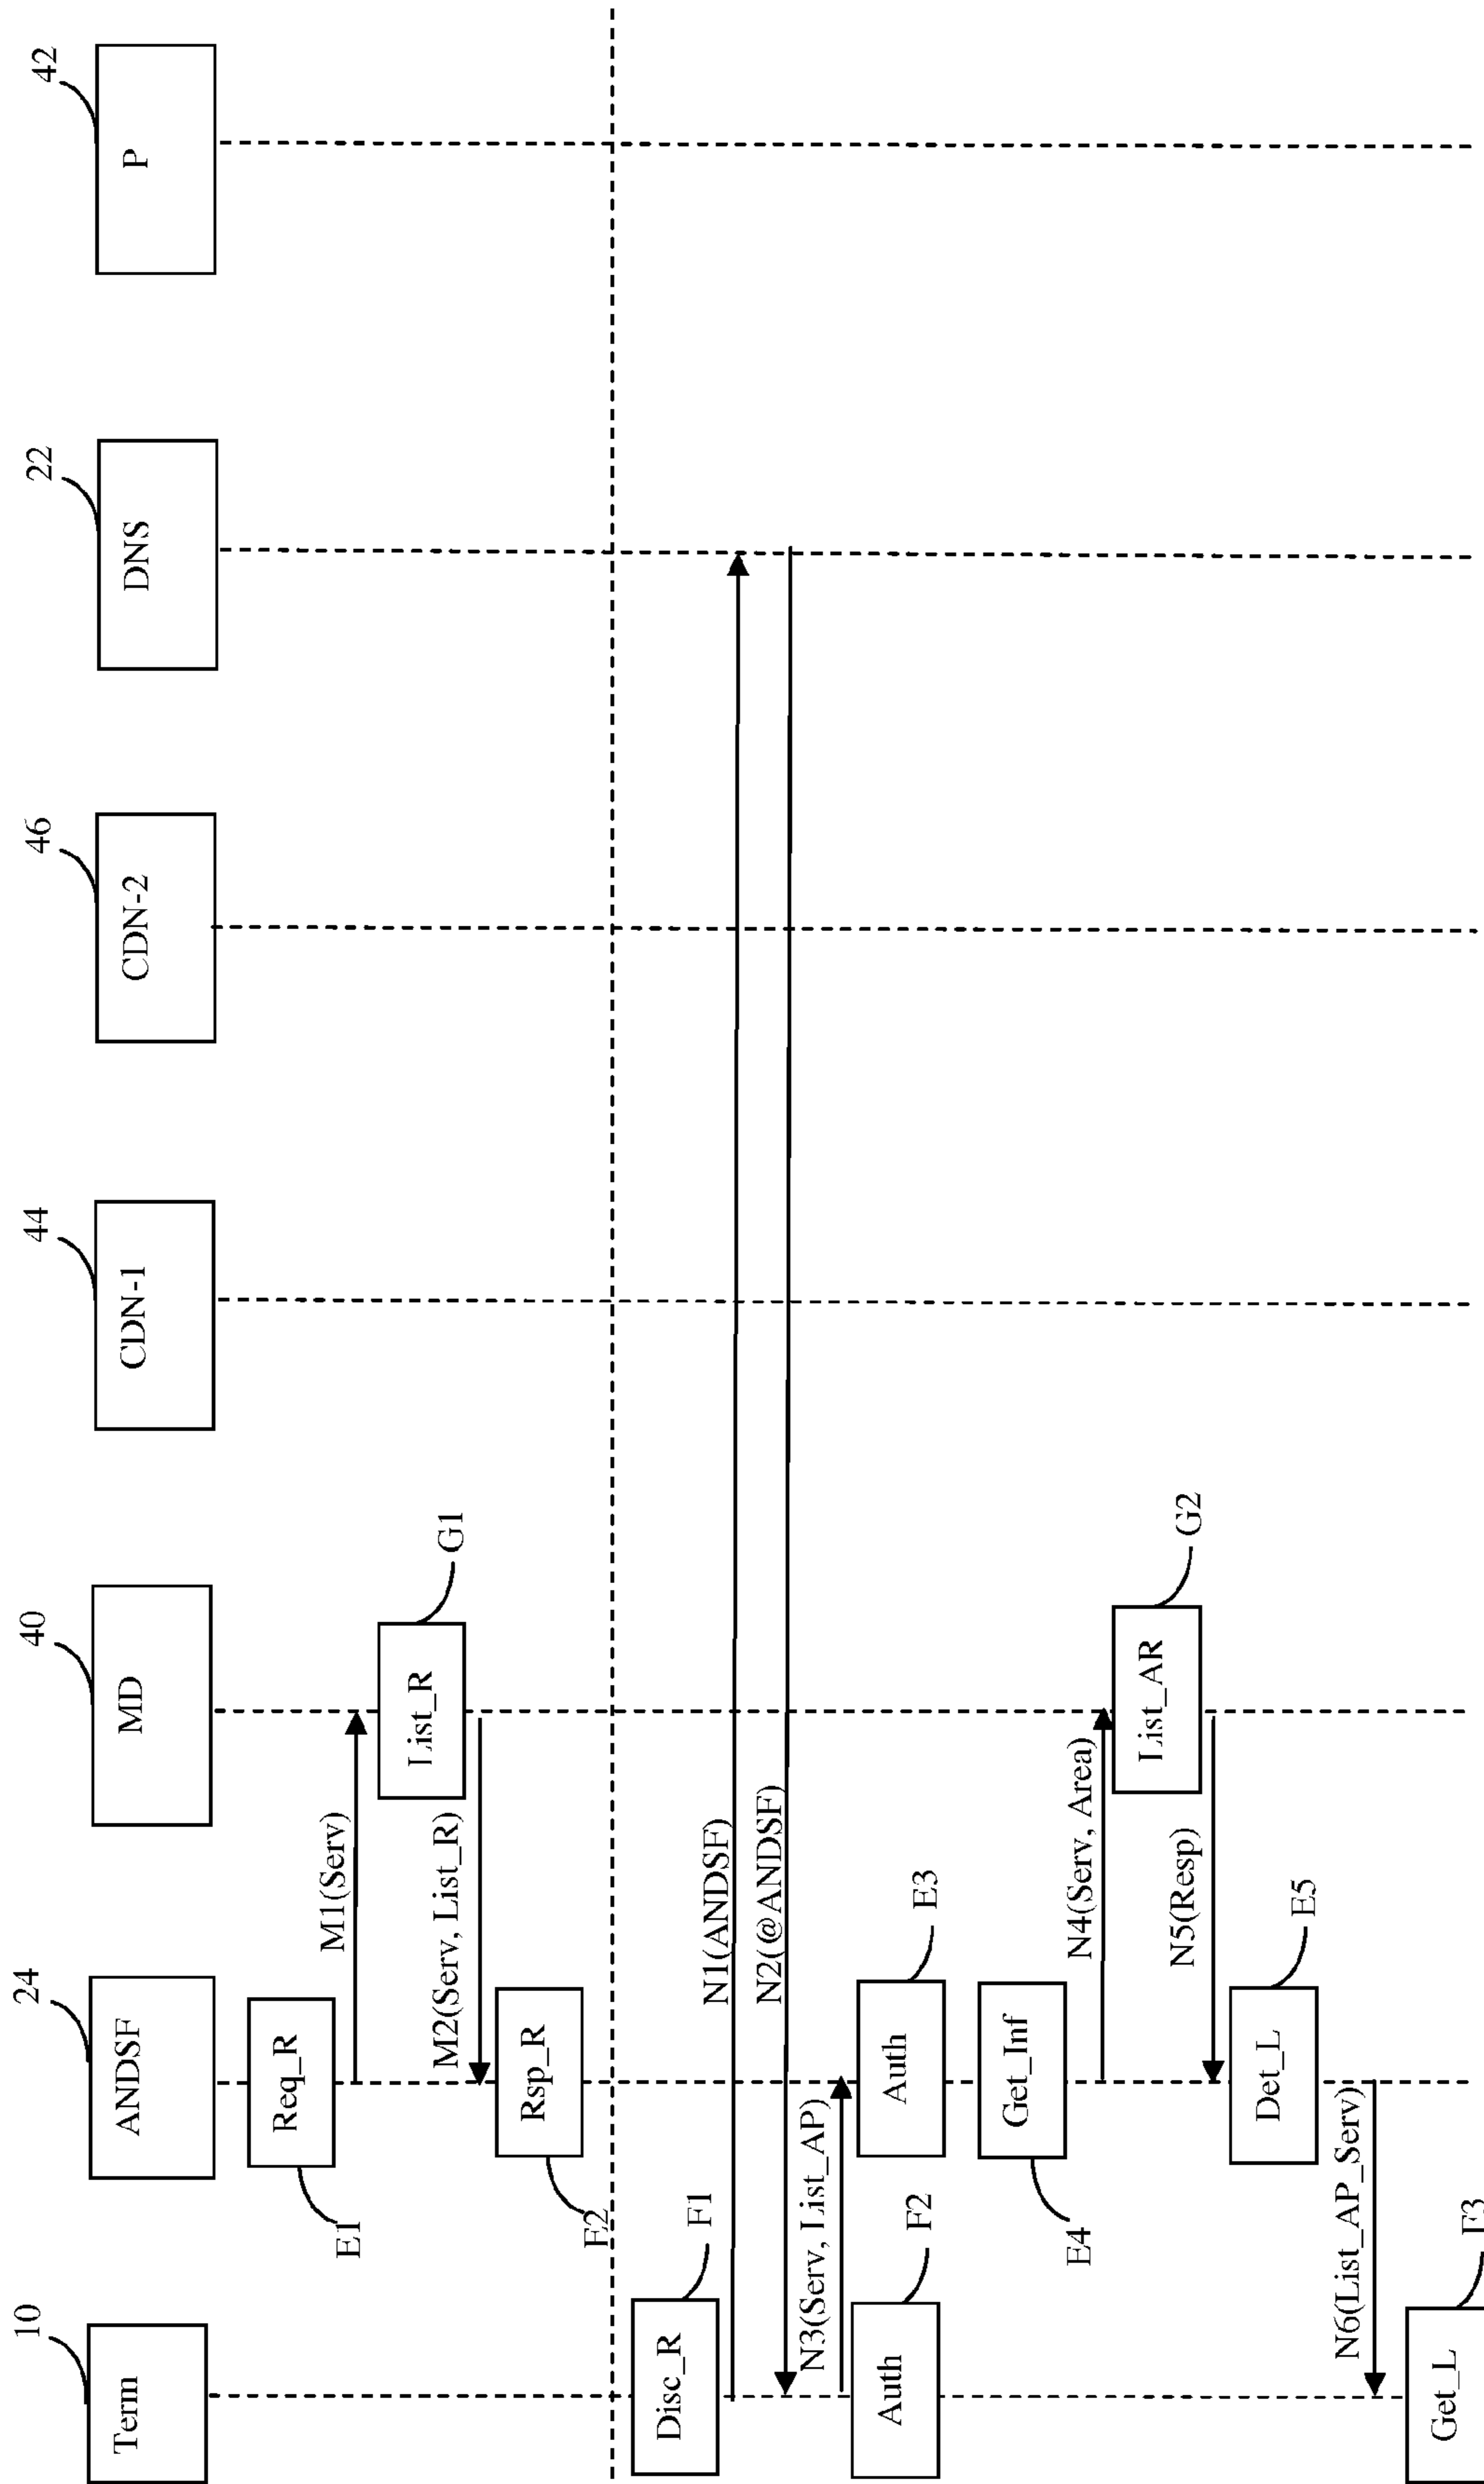 10
24
40
44
46
22
42
Term
ANDSF
MD
CDN-1
CDN-2
DNS
P
Req_R
E1
M1(Serv)
List_R
G1
M2(Serv, List_R)
Rsp_R
E2
Disc_R
F1
N1(ANDSF)
N2(@ANDSF)
N3(Serv, List_AP)
Auth
F2
Auth
E3
Get_Inf
E4
N4(Serv, Area)
List_AR
G2
N5(Resp)
Det_L
E5
N6(List_AP_Serv)
Get_L
F3